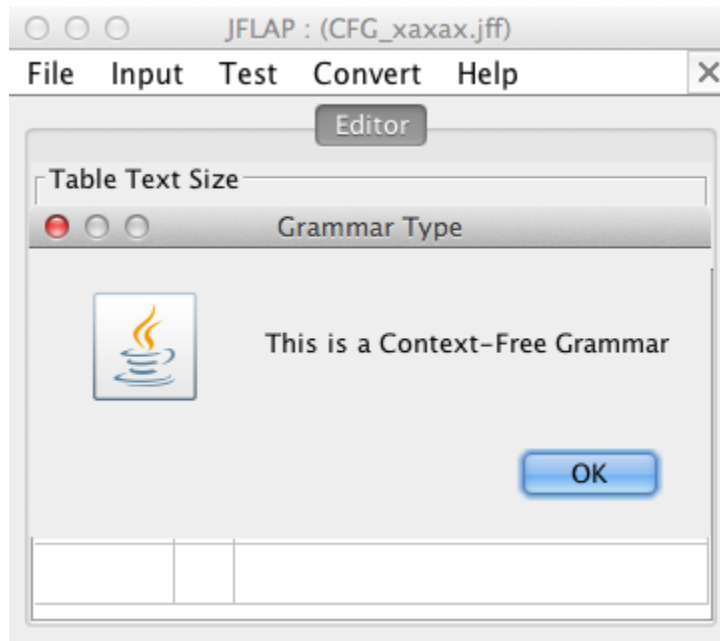 JFLAP : (CFG_xaxax.jff)
File Input Test Convert Help
Editor
Table Text Size
Grammar Type
This is a Context-Free Grammar
OK